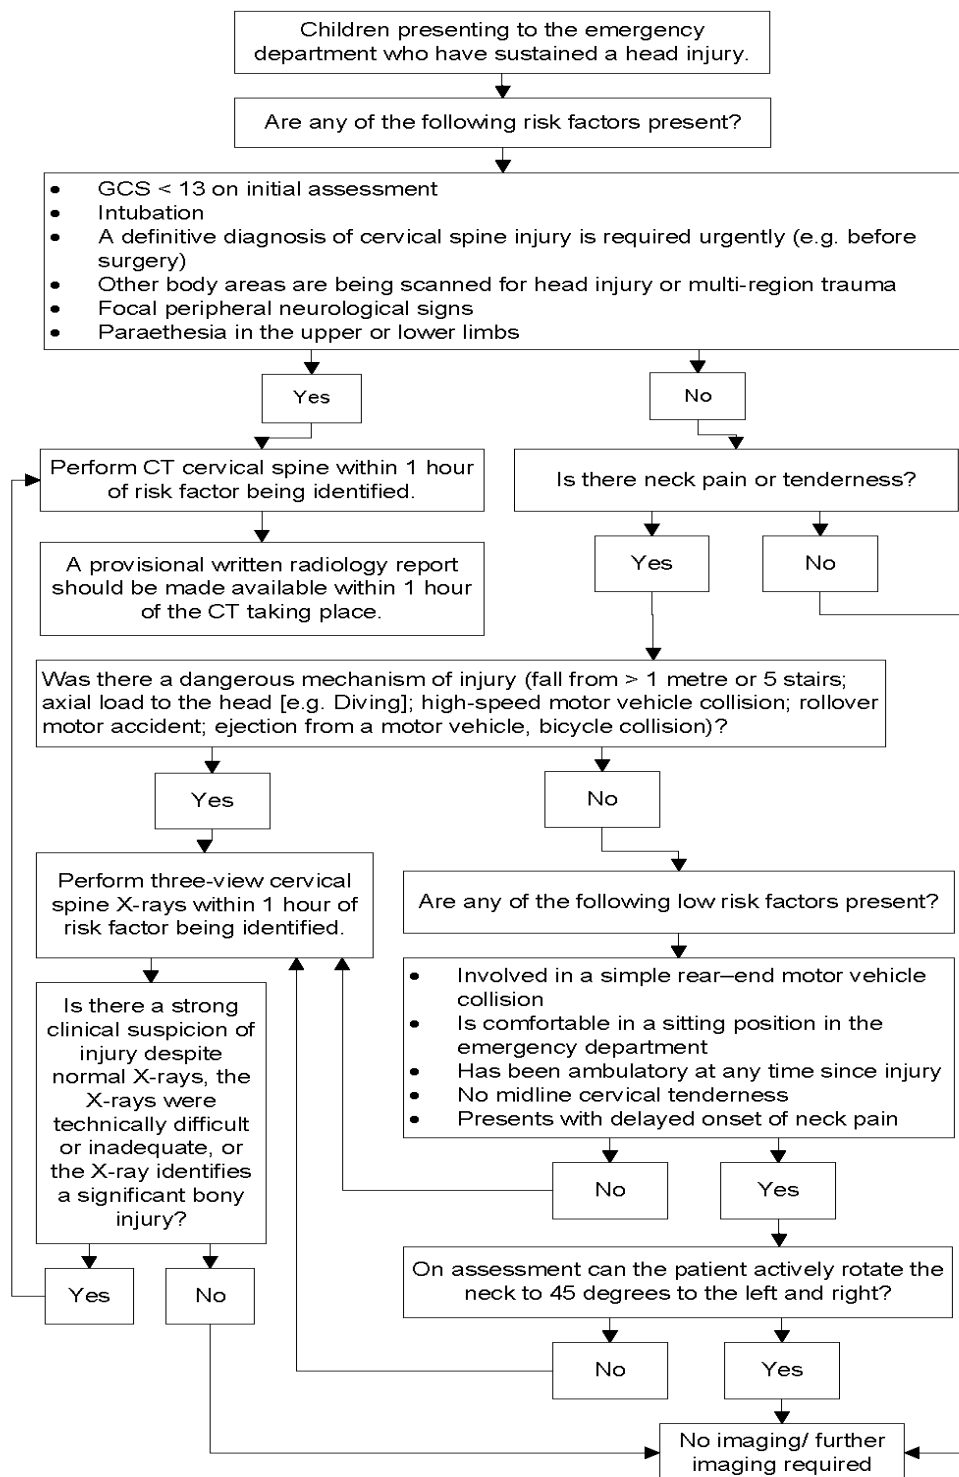 Children presenting to the emergency
department who have sustained a head injury.
Are any of the following risk factors present?
• GCS < 13 on initial assessment
• Intubation
• A definitive diagnosis of cervical spine injury is required urgently (e.g. before
surgery)
• Other body areas are being scanned for head injury or multi-region trauma
• Focal peripheral neurological signs
• Paraethesia in the upper or lower limbs
Yes
No
Perform CT cervical spine within 1 hour
of risk factor being identified.
Is there neck pain or tenderness?
A provisional written radiology report
should be made available within 1 hour
of the CT taking place.
Yes
No
Was there a dangerous mechanism of injury (fall from > 1 metre or 5 stairs;
axial load to the head [e.g. Diving]; high-speed motor vehicle collision; rollover
motor accident; ejection from a motor vehicle, bicycle collision)?
Yes
No
Perform three-view cervical
spine X-rays within 1 hour of
risk factor being identified.
Are any of the following low risk factors present?
• Involved in a simple rear–end motor vehicle
collision
• Is comfortable in a sitting position in the
emergency department
• Has been ambulatory at any time since injury
• No midline cervical tenderness
• Presents with delayed onset of neck pain
Is there a strong
clinical suspicion of
injury despite
normal X-rays, the
X-rays were
technically difficult
or inadequate, or
the X-ray identifies
a significant bony
injury?
No
Yes
Yes
No
On assessment can the patient actively rotate the
neck to 45 degrees to the left and right?
No
Yes
No imaging/ further
imaging required